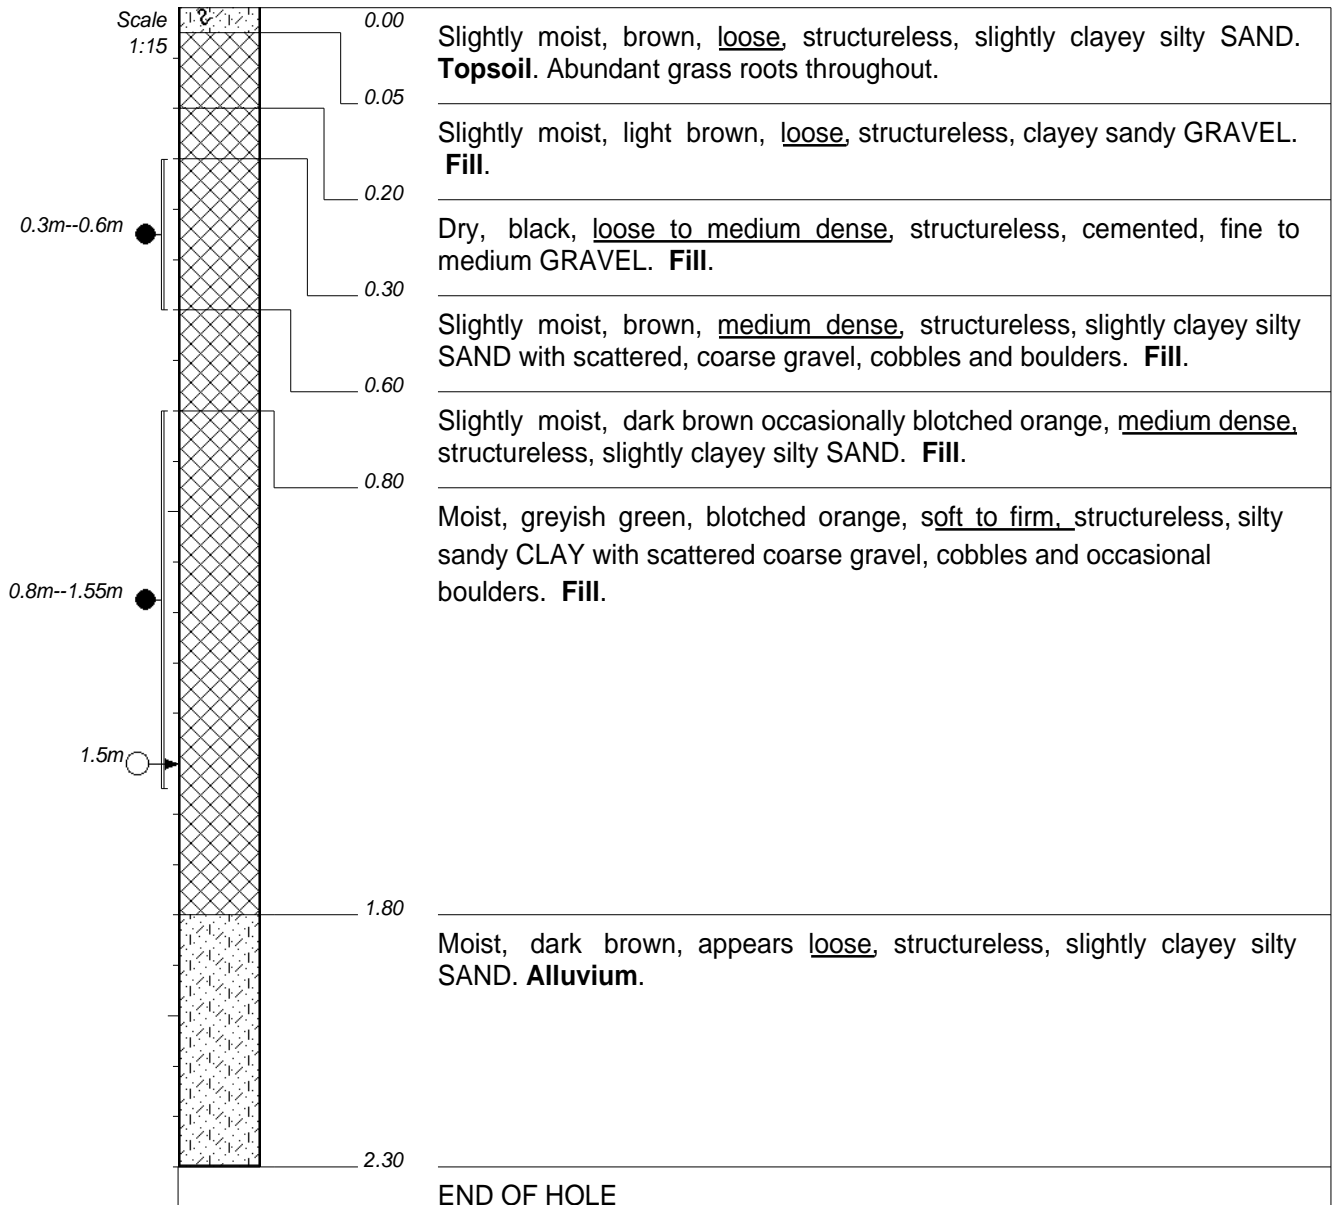 Scale
1:15
0.00
Slightly moist, brown, loose, structureless, slightly clayey silty SAND.
Topsoil. Abundant grass roots throughout.
0.05
Slightly moist, light brown, loose, structureless, clayey sandy GRAVEL.
Fill.
0.20
0.3m--0.6m
Dry, black, loose to medium dense, structureless, cemented, fine to
medium GRAVEL. Fill.
0.30
Slightly moist, brown, medium dense, structureless, slightly clayey silty
SAND with scattered, coarse gravel, cobbles and boulders. Fill.
0.60
Slightly moist, dark brown occasionally blotched orange, medium dense,
structureless, slightly clayey silty SAND. Fill.
0.80
Moist, greyish green, blotched orange, soft to firm, structureless, silty
sandy CLAY with scattered coarse gravel, cobbles and occasional
boulders. Fill.
0.8m--1.55m
1.5m
1.80
Moist, dark brown, appears loose, structureless, slightly clayey silty
SAND. Alluvium.
2.30
END OF HOLE